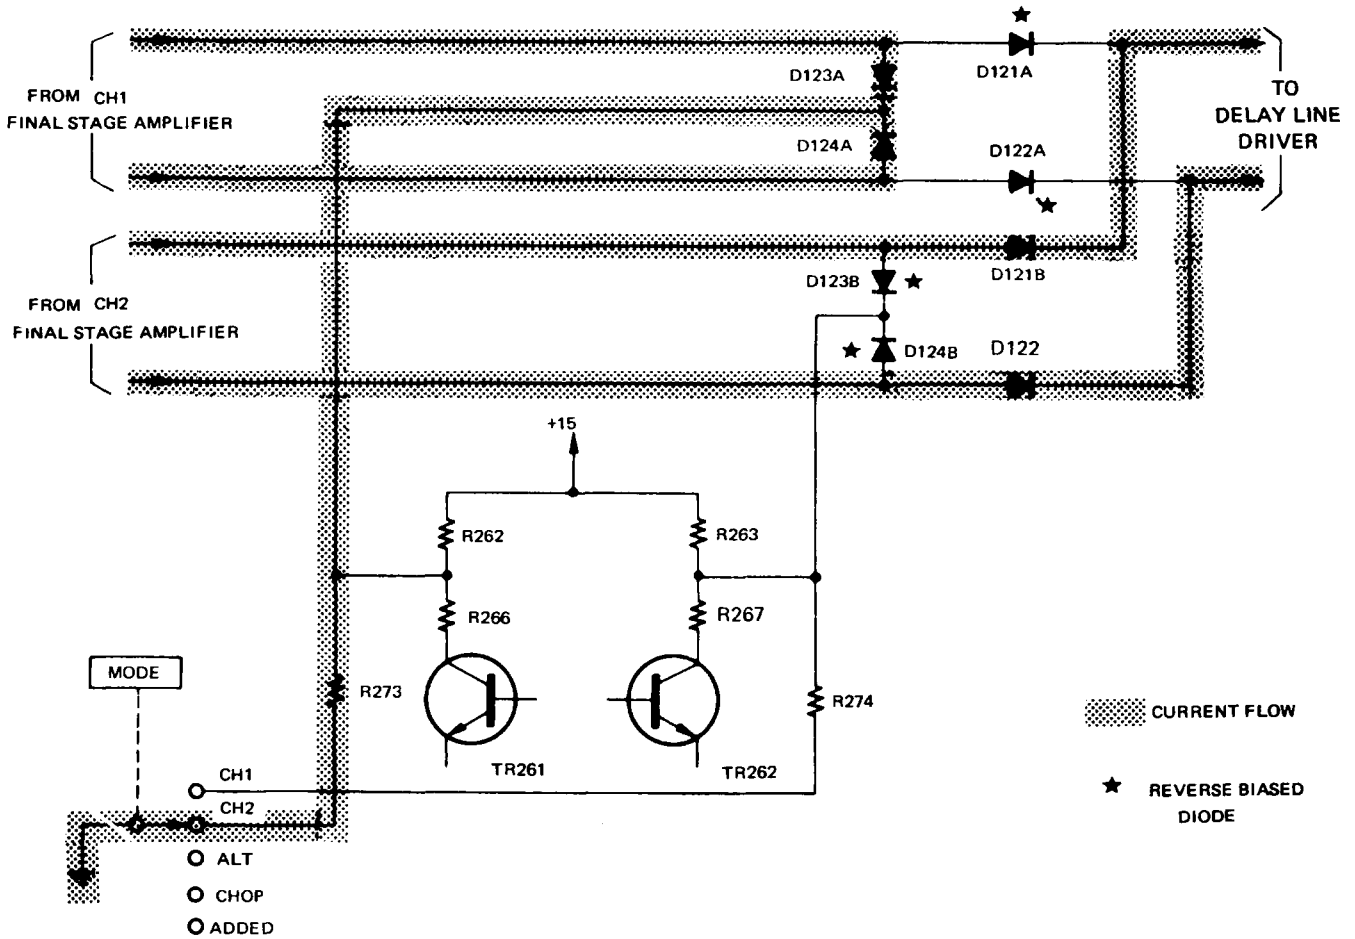 D123A
D121A
FROM CH1
FINAL STAGE AMPLIFIER
TO
DELAY LINE
DRIVER
D124A
D122A
FROM CH2
FINAL STAGE AMPLIFIER
D123B
D121B
D124B
D122
+15
R262
R263
R266
R267
MODE
R273
R274
TR261
TR262
CH1
CH2
ALT
CHOP
ADDED
CURRENT FLOW
REVERSE BIASED
DIODE